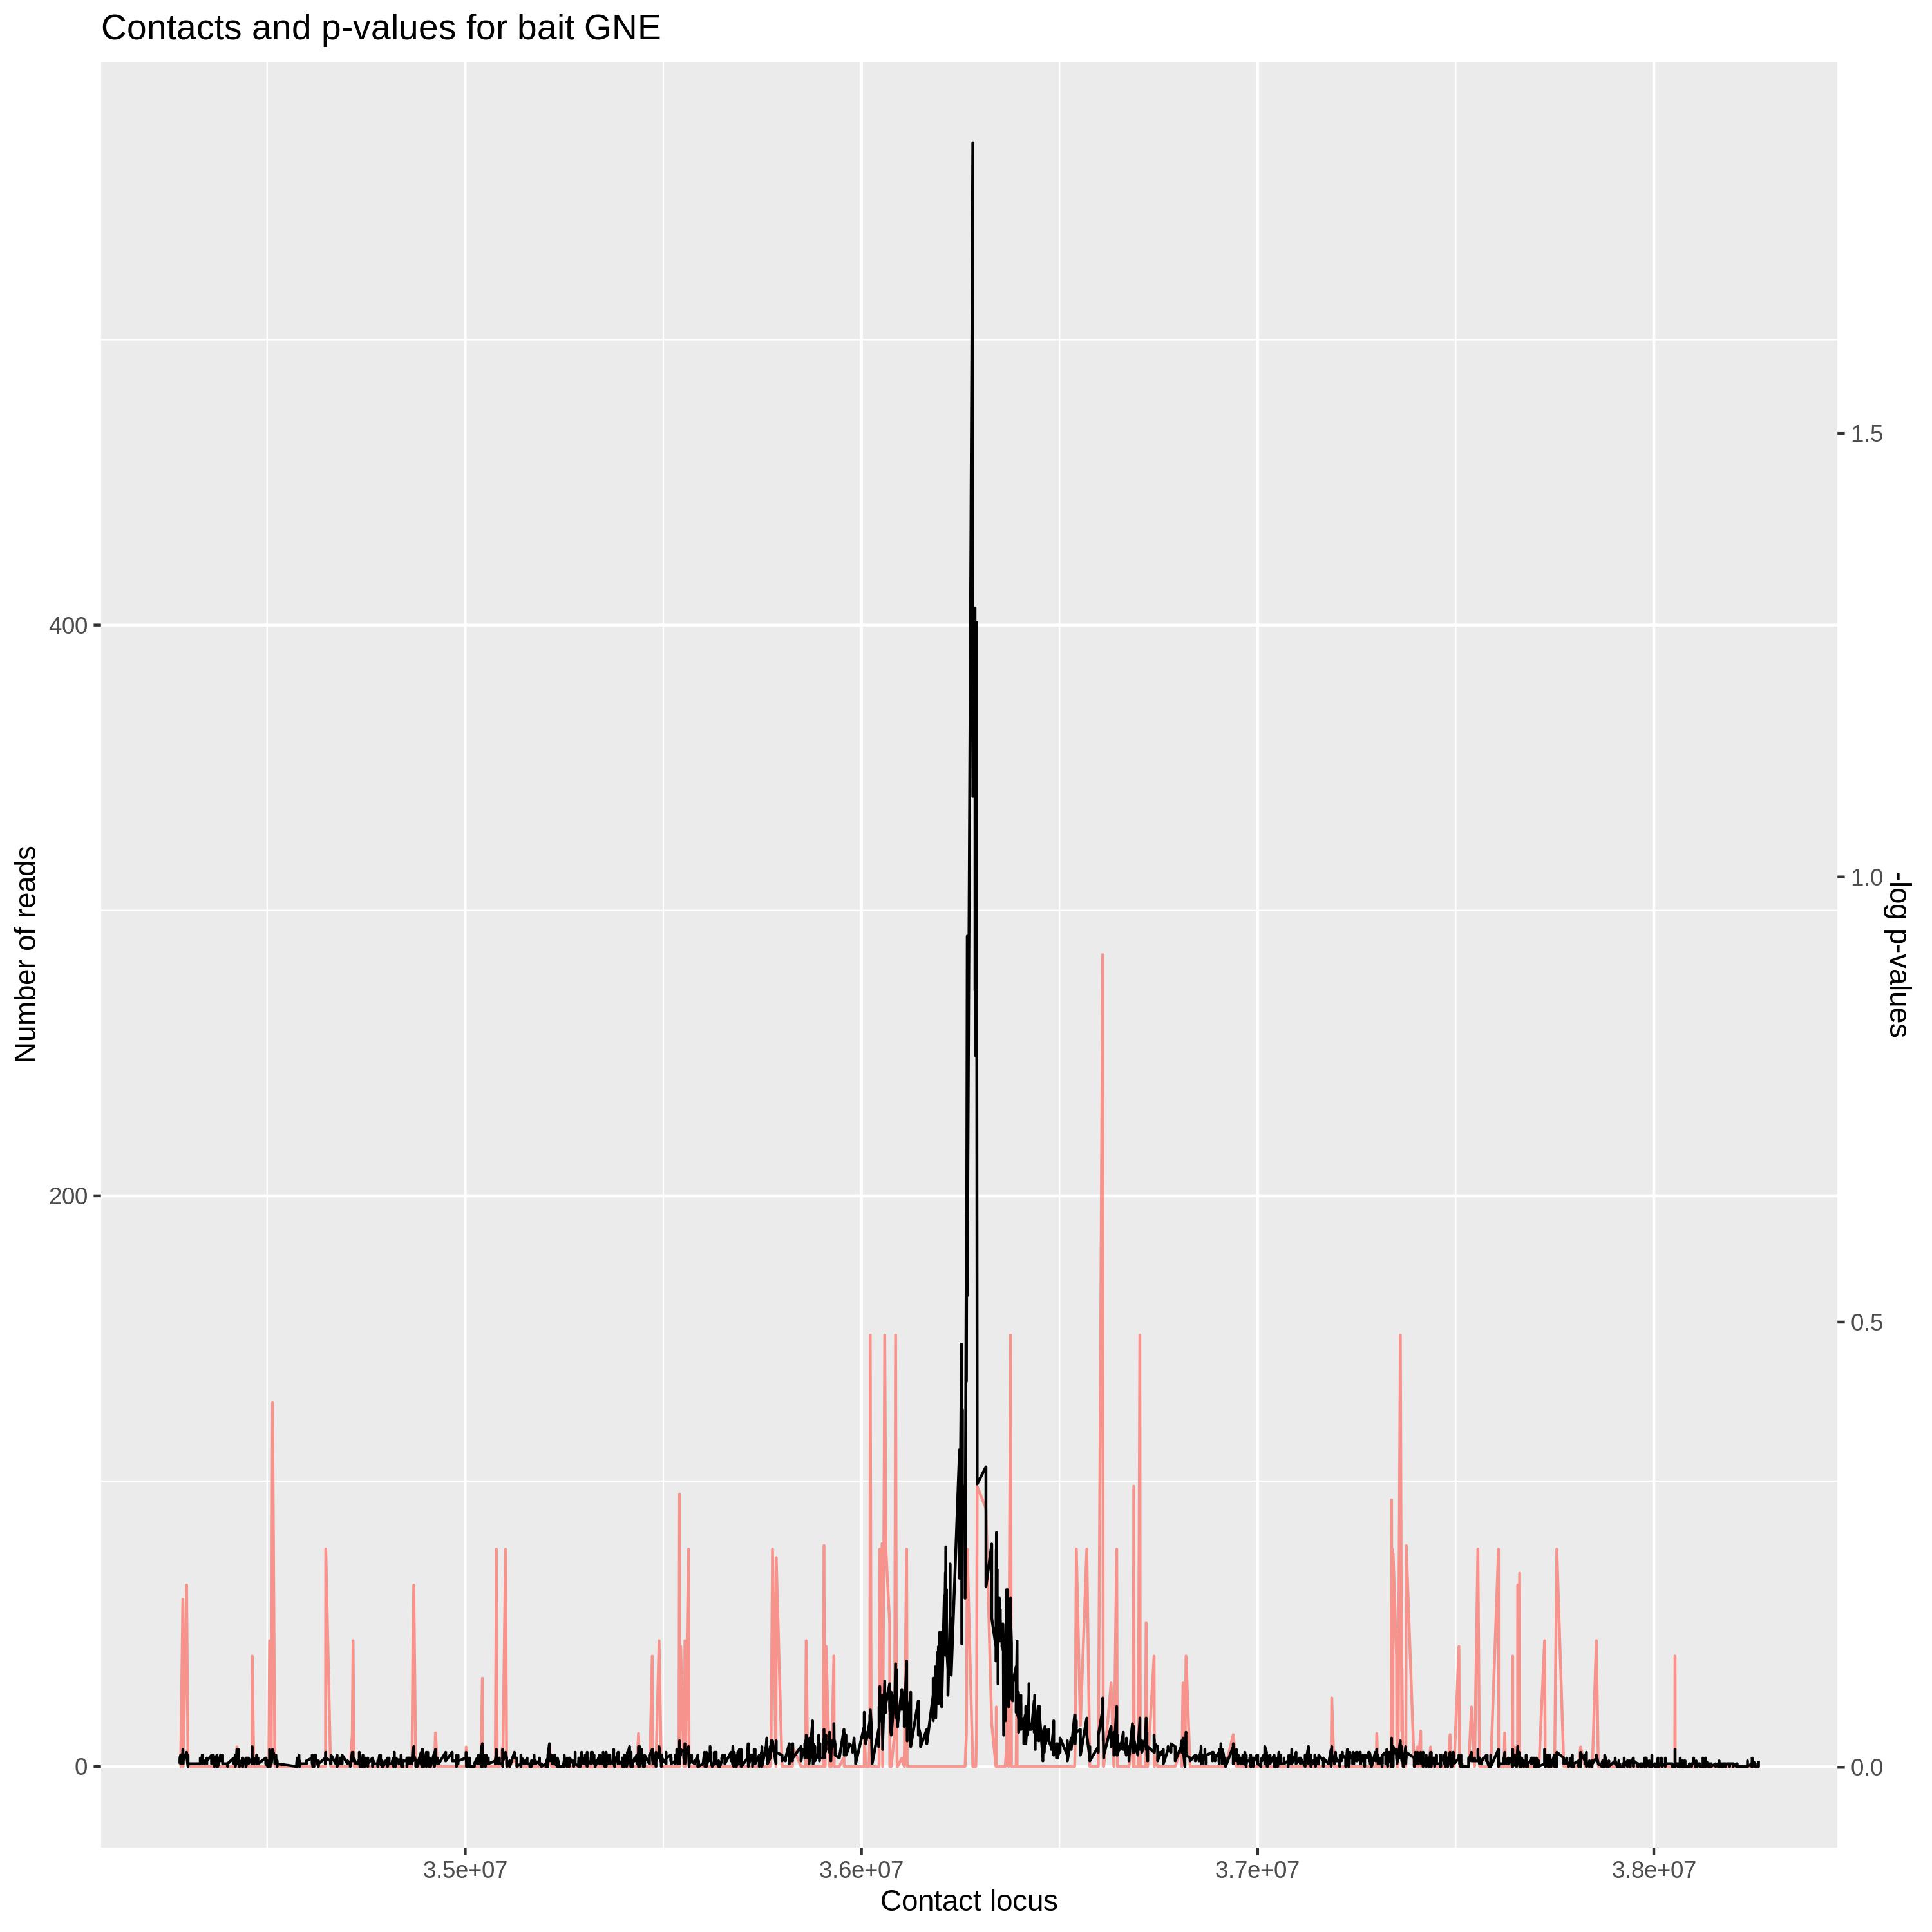 Contacts and p-values for bait GNE
Number of reads
400
200
0
1.5
1.0
0.5
0.0
-log p-values
3.5e+07 3.6e+07 3.7e+07 3.8e+07
Contact locus